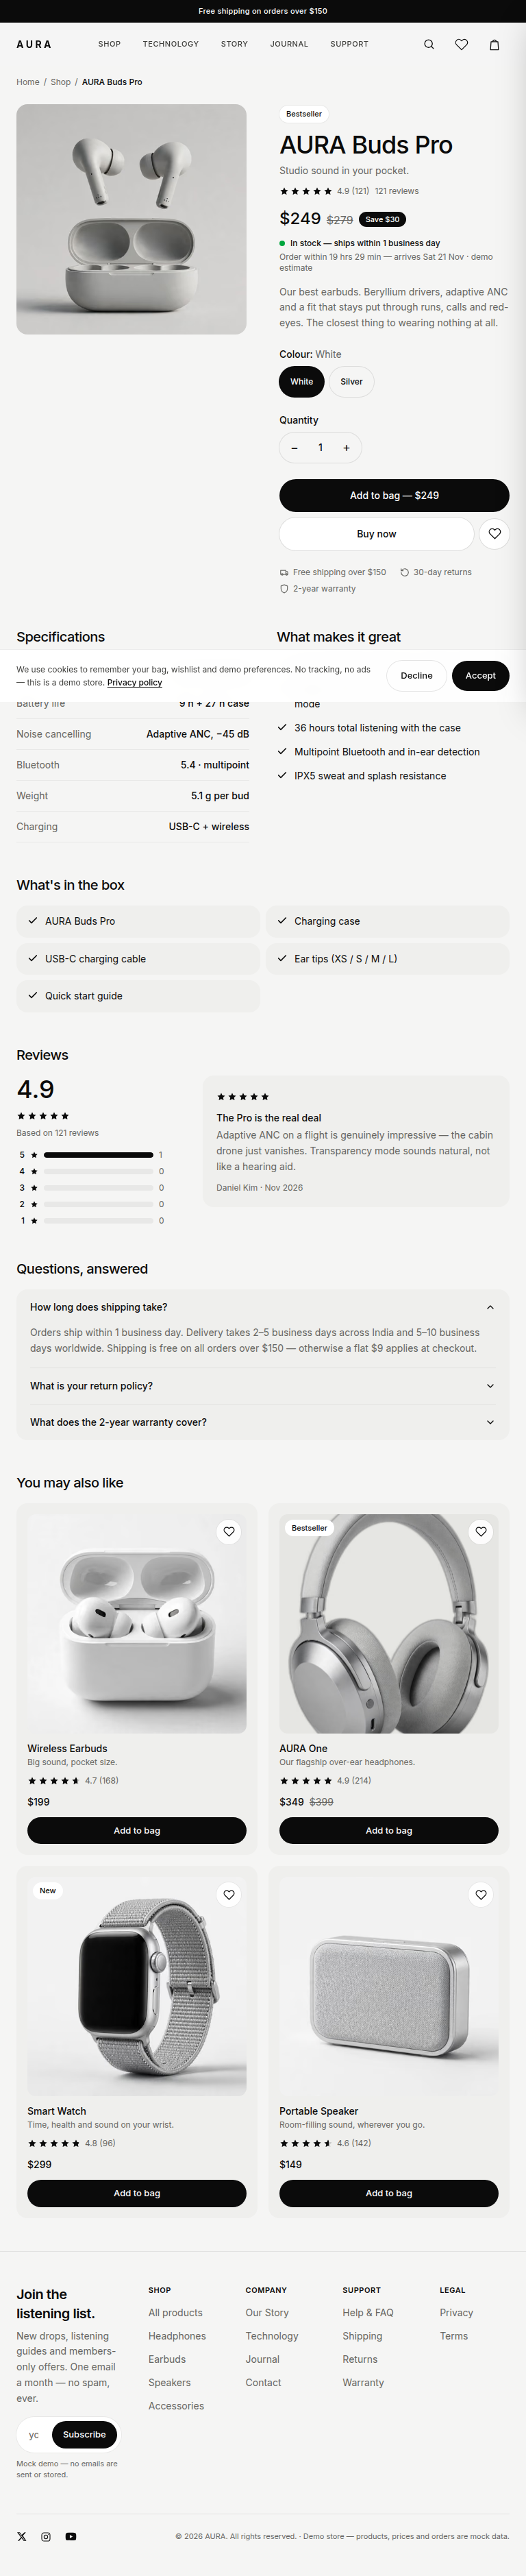 Free shipping on orders over $150
AURA
SHOP TECHNOLOGY STORY JOURNAL SUPPORT
Home / Shop / AURA Buds Pro
Bestseller
AURA Buds Pro
Studio sound in your pocket.
4.9 (121) 121 reviews
$249 $279 Save $30
In stock — ships within 1 business day
Order within 19 hrs 29 min — arrives Sat 21 Nov · demo
estimate
Our best earbuds. Beryllium drivers, adaptive ANC
and a fit that stays put through runs, calls and red-
eyes. The closest thing to wearing nothing at all.
Colour: White
White Silver
Quantity
− 1 +
Add to bag — $249
Buy now
Free shipping over $150 30-day returns
2-year warranty
Specifications
What makes it great
We use cookies to remember your bag, wishlist and demo preferences. No tracking, no ads
— this is a demo store. Privacy policy
Decline Accept
Battery life 9 h + 27 h case
mode
Noise cancelling Adaptive ANC, −45 dB
Bluetooth 5.4 · multipoint
Weight 5.1 g per bud
Charging USB-C + wireless
36 hours total listening with the case
Multipoint Bluetooth and in-ear detection
IPX5 sweat and splash resistance
What's in the box
AURA Buds Pro
Charging case
USB-C charging cable
Ear tips (XS / S / M / L)
Quick start guide
Reviews
4.9
Based on 121 reviews
5 ★ 1
4 ★ 0
3 ★ 0
2 ★ 0
1 ★ 0
The Pro is the real deal
Adaptive ANC on a flight is genuinely impressive — the cabin
drone just vanishes. Transparency mode sounds natural, not
like a hearing aid.
Daniel Kim · Nov 2026
Questions, answered
How long does shipping take?
Orders ship within 1 business day. Delivery takes 2–5 business days across India and 5–10 business
days worldwide. Shipping is free on all orders over $150 — otherwise a flat $9 applies at checkout.
What is your return policy?
What does the 2-year warranty cover?
You may also like
Wireless Earbuds
Big sound, pocket size.
4.7 (168)
$199
Add to bag
Bestseller
AURA One
Our flagship over-ear headphones.
4.9 (214)
$349 $399
Add to bag
New
Smart Watch
Time, health and sound on your wrist.
4.8 (96)
$299
Add to bag
Portable Speaker
Room-filling sound, wherever you go.
4.6 (142)
$149
Add to bag
Join the
listening list.
New drops, listening
guides and members-
only offers. One email
a month — no spam,
ever.
yc Subscribe
Mock demo — no emails are
sent or stored.
SHOP
All products
Headphones
Earbuds
Speakers
Accessories
COMPANY
Our Story
Technology
Journal
Contact
SUPPORT
Help & FAQ
Shipping
Returns
Warranty
LEGAL
Privacy
Terms
© 2026 AURA. All rights reserved. · Demo store — products, prices and orders are mock data.